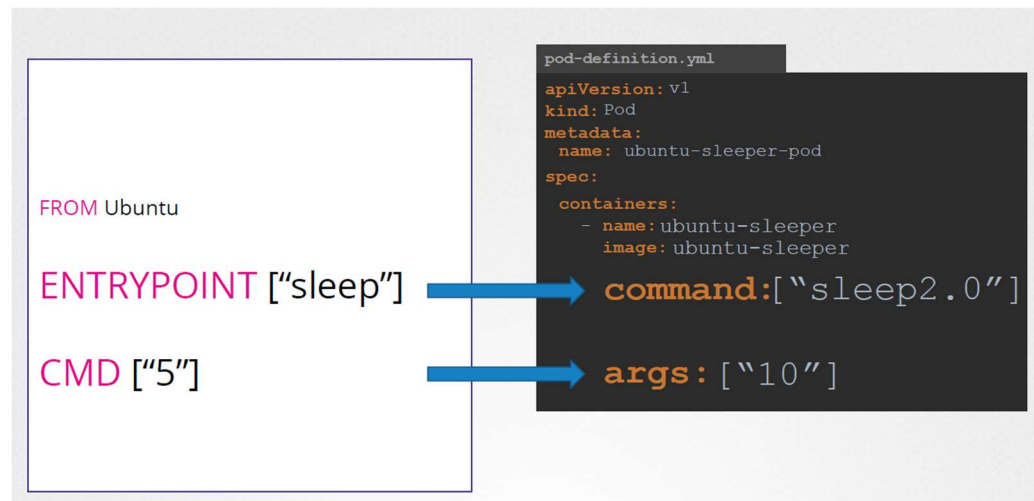 FROM Ubuntu
ENTRYPOINT [“sleep”]
CMD [“5”]
pod-definition.yml
apiVersion: v1
kind: Pod
metadata:
name: ubuntu-sleeper-pod
spec:
containers:
- name: ubuntu-sleeper
image: ubuntu-sleeper
command:[“sleep2.0”]
args: [“10”]